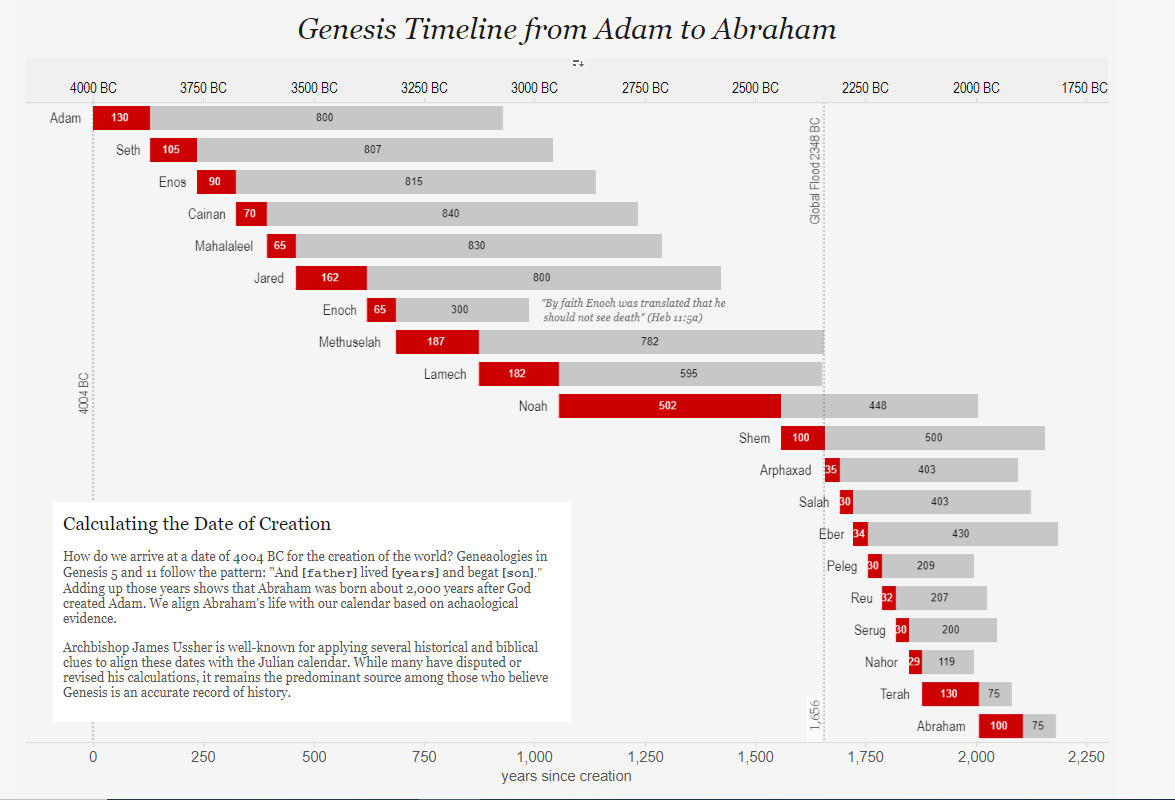 Genesis Timeline from Adam to Abraham
4000 BC 3750 BC 3500 BC 3250 BC 3000 BC 2750 BC 2500 BC 2250 BC 2000 BC 1750 BC
Adam 130 800
Seth 105 807
Enos 90 815
Cainan 70 840
Mahalaleel 65 830
Jared 162 800
Enoch 65 300
"By faith Enoch was translated that he
should not see death" (Heb 11:5a)
Methuselah 187 782
Lamech 182 595
Noah 502 448
Shem 100 500
Arphaxad 35 403
Salah 30 403
Eber 34 430
Peleg 30 209
Reu 32 207
Serug 30 200
Nahor 29 119
Terah 130 75
Abraham 100 75
Global Flood 2348 BC
4004 BC
1,656
Calculating the Date of Creation
How do we arrive at a date of 4004 BC for the creation of the world? Geneaologies in
Genesis 5 and 11 follow the pattern: "And [father] lived [years] and begat [son]."
Adding up those years shows that Abraham was born about 2,000 years after God
created Adam. We align Abraham's life with our calendar based on achaological
evidence.
Archbishop James Ussher is well-known for applying several historical and biblical
clues to align these dates with the Julian calendar. While many have disputed or
revised his calculations, it remains the predominant source among those who believe
Genesis is an accurate record of history.
0 250 500 750 1,000 1,250 1,500 1,750 2,000 2,250
years since creation